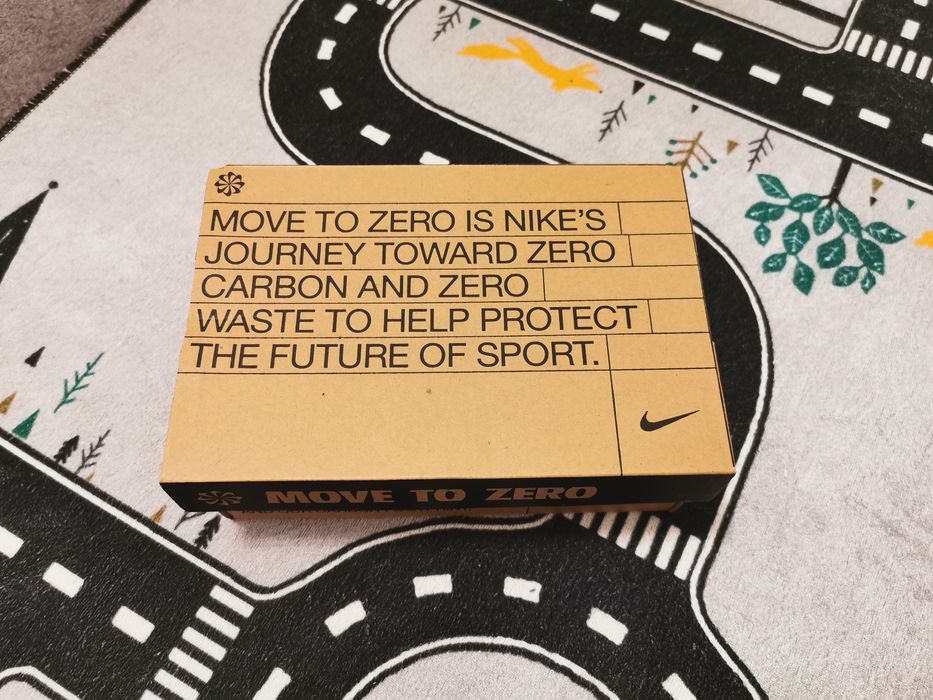 MOVE TO ZERO IS NIKE'S
JOURNEY TOWARD ZERO
CARBON AND ZERO
WASTE TO HELP PROTECT
THE FUTURE OF SPORT.
MOVE TO ZERO